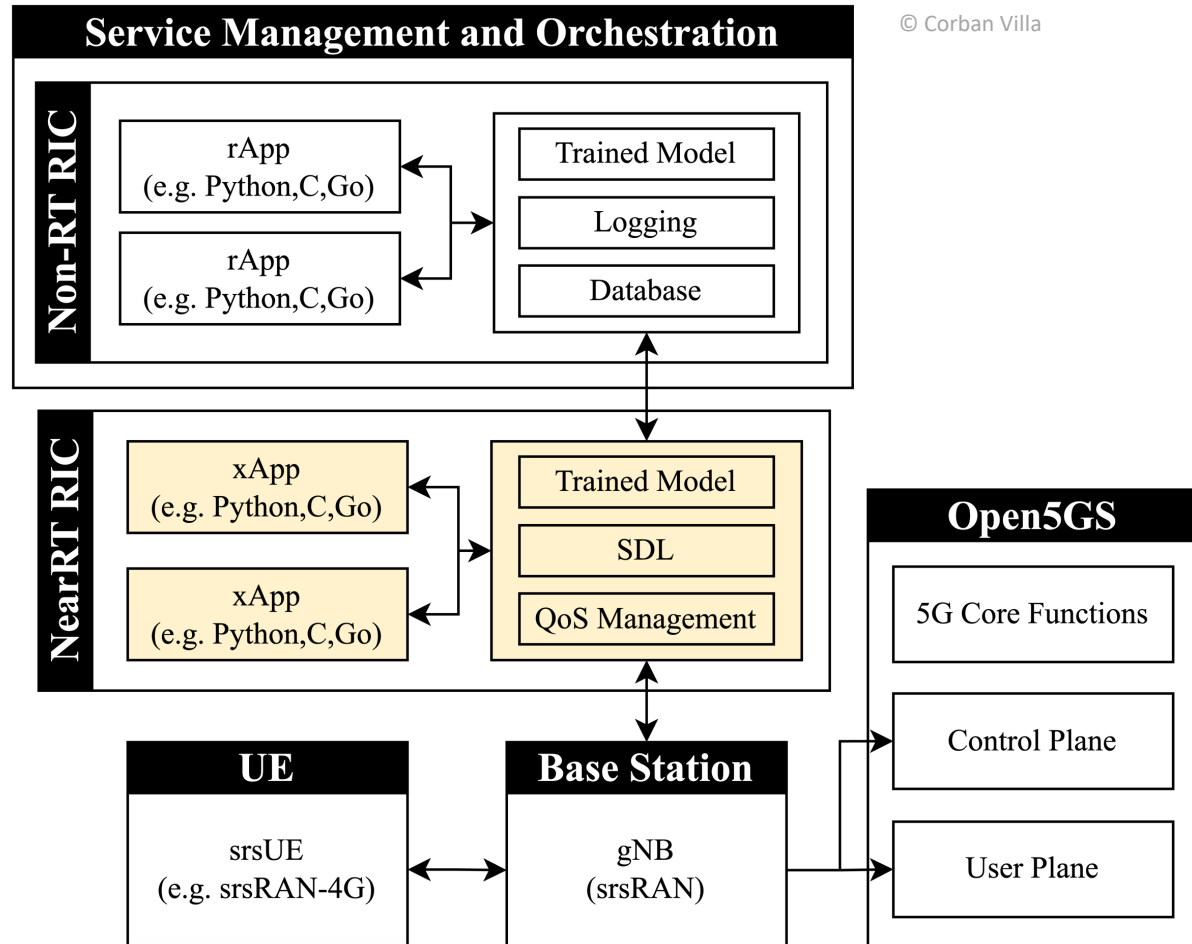 Service Management and Orchestration
© Corban Villa
Non-RT RIC
rApp
(e.g. Python,C,Go)
rApp
(e.g. Python,C,Go)
Trained Model
Logging
Database
NearRT RIC
xApp
(e.g. Python,C,Go)
xApp
(e.g. Python,C,Go)
Trained Model
SDL
QoS Management
UE
srsUE
(e.g. srsRAN-4G)
Base Station
gNB
(srsRAN)
Open5GS
5G Core Functions
Control Plane
User Plane